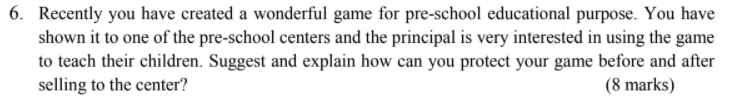 6. Recently you have created a wonderful game for pre-school educational purpose. You have
shown it to one of the pre-school centers and the principal is very interested in using the game
to teach their children. Suggest and explain how can you protect your game before and after
selling to the center? (8 marks)